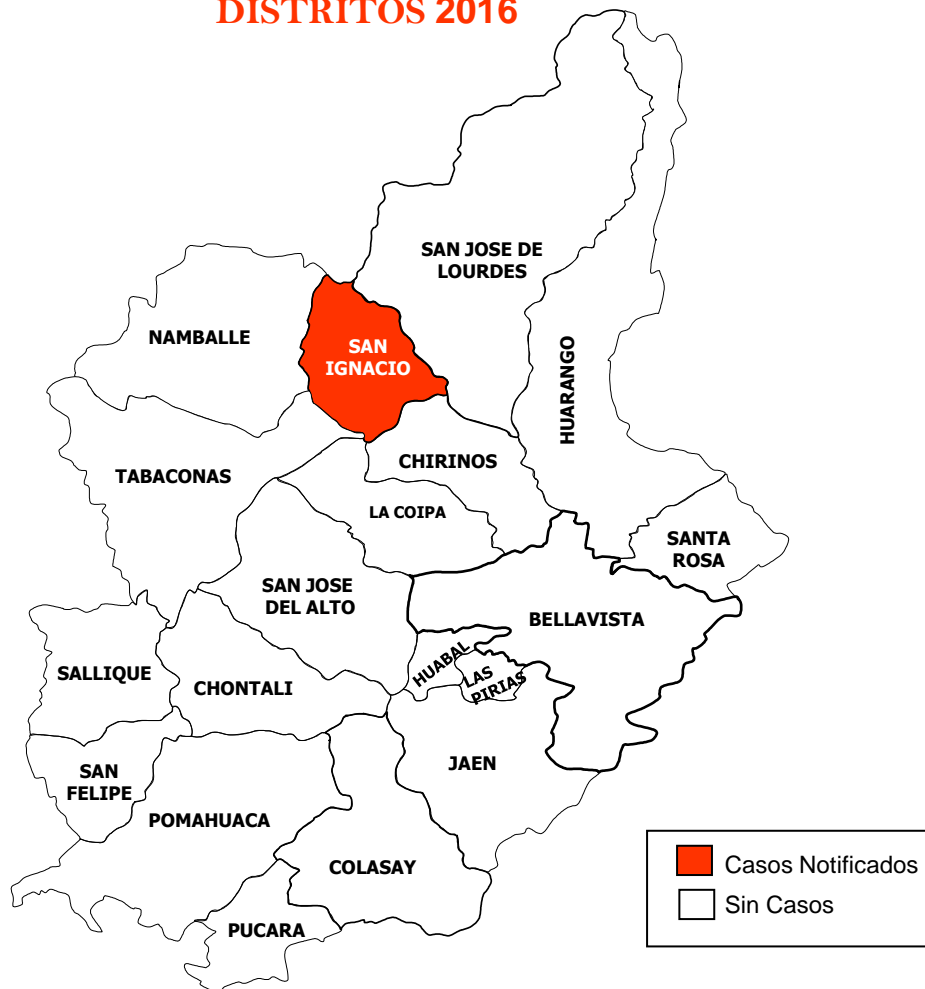 DISTRITOS 2016
SAN JOSE DE
LOURDES
NAMBALLE
SAN
IGNACIO
HUARANGO
TABACONAS
CHIRINOS
LA COIPA
SANTA
ROSA
SAN JOSE
DEL ALTO
BELLAVISTA
HUABAL
LAS
PIRIAS
SALLIQUE
CHONTALI
SAN
FELIPE
JAEN
POMAHUACA
COLASAY
PUCARA
Casos Notificados
Sin Casos